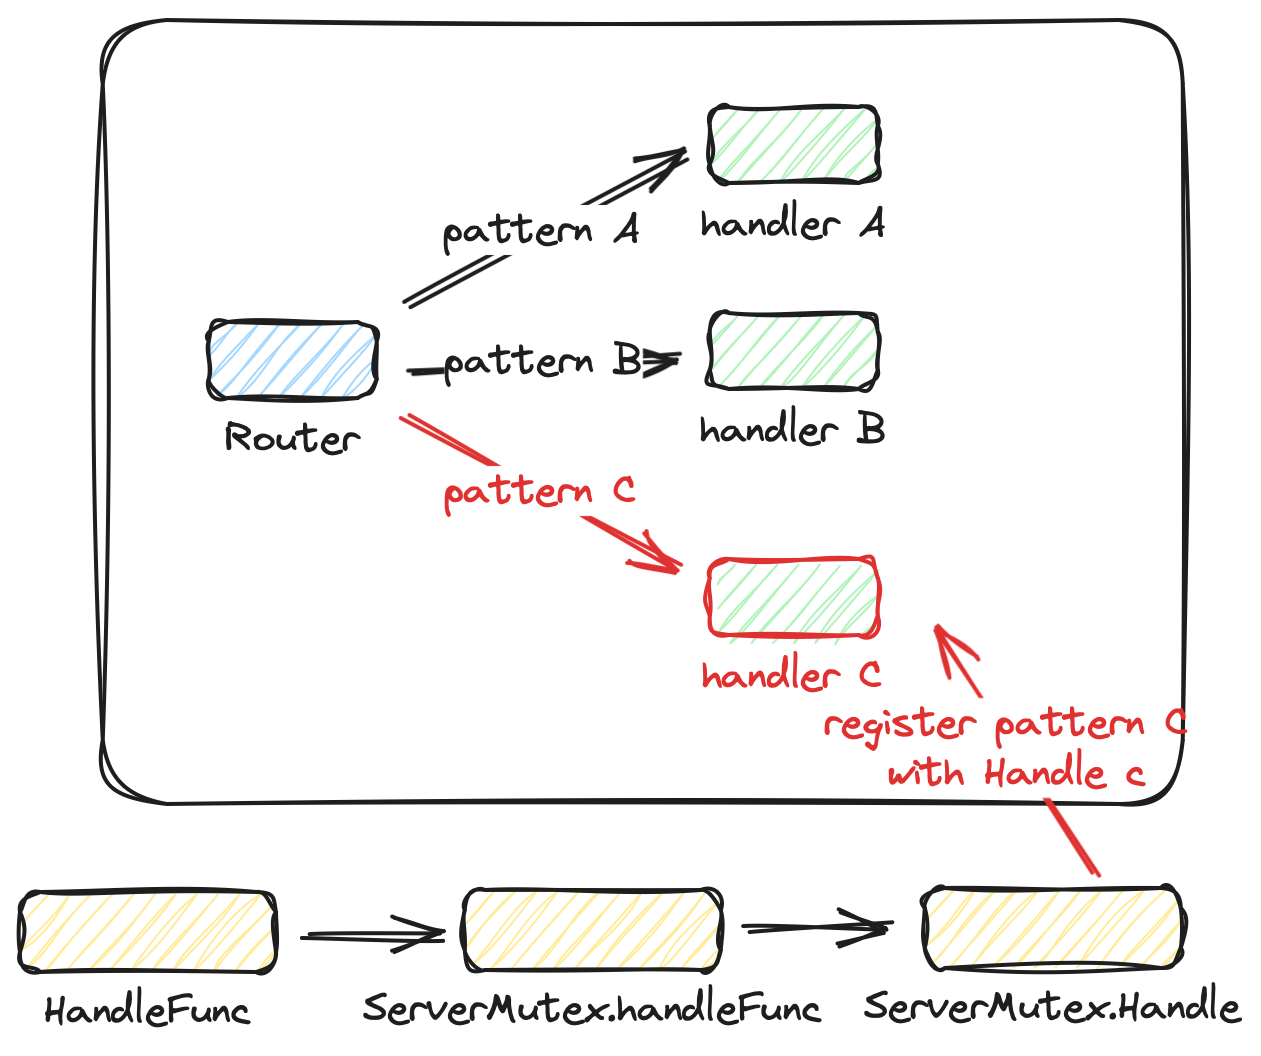 handler A
pattern A
pattern B
Router
handler B
pattern C
handler C
register pattern C
with Handle c
HandleFunc
ServerMutex.handleFunc
ServerMutex.Handle